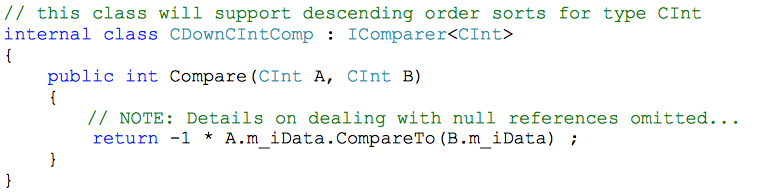 // this class will support descending order sorts for type CInt
internal class CDownCIntComp : IComparer<CInt>
{
    public int Compare(CInt A, CInt B)
    {
        // NOTE: Details on dealing with null references omitted...
        return -1 * A.m_iData.CompareTo(B.m_iData) ;
    }
}